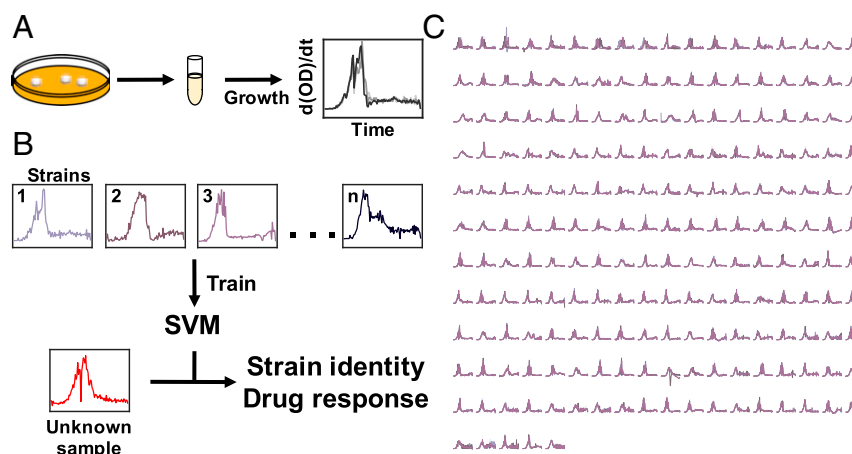 A
Growth
d(OD)/dt
Time
B
Strains
1
2
3
n
Train
SVM
Strain identity
Drug response
Unknown
sample
C